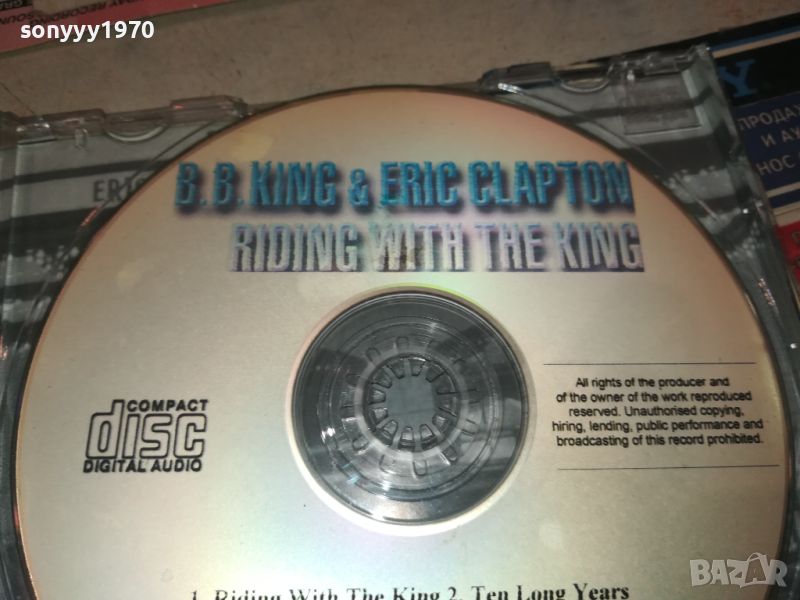 sonyyy1970
B.B. KING & ERIC CLAPTON
RIDING WITH THE KING
COMPACT
disc
DIGITAL AUDIO
All rights of the producer and
of the owner of the work reproduced
reserved. Unauthorised copying,
hiring, lending, public performance and
broadcasting of this record prohibited.
1. Riding With The King 2. Ten Long Years
И АУ
НОС
BAZAR